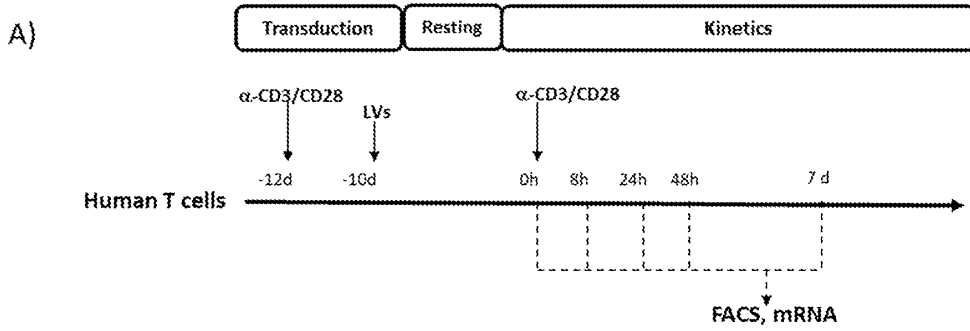 A)
Transduction Resting Kinetics
α-CD3/CD28 LVs α-CD3/CD28
-12d -10d 0h 8h 24h 48h 7 d
Human T cells
FACS, mRNA